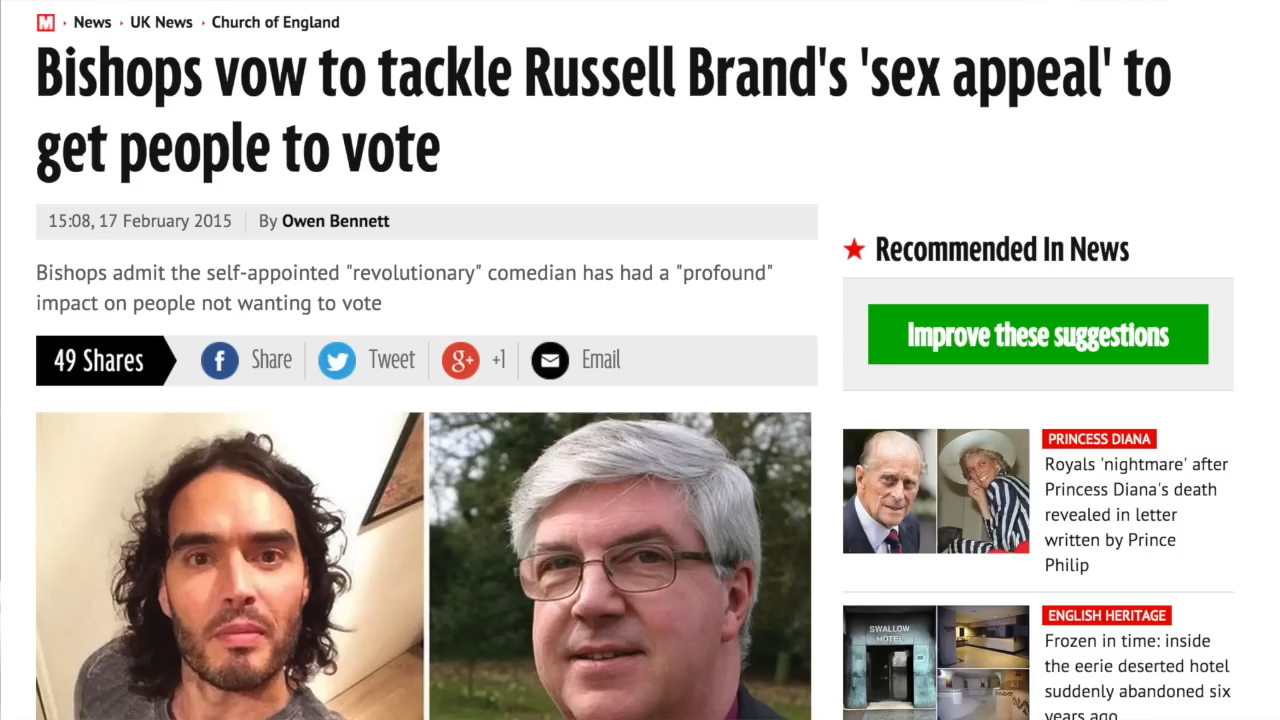 M News UK News Church of England
Bishops vow to tackle Russell Brand's 'sex appeal' to
get people to vote
15:08, 17 February 2015 By Owen Bennett
Bishops admit the self-appointed "revolutionary" comedian has had a "profound"
impact on people not wanting to vote
49 Shares f Share Tweet g+ +1 Email
Recommended In News
Improve these suggestions
PRINCESS DIANA
Royals 'nightmare' after
Princess Diana's death
revealed in letter
written by Prince
Philip
SWALLOW
HOTEL
ENGLISH HERITAGE
Frozen in time: inside
the eerie deserted hotel
suddenly abandoned six
years ago